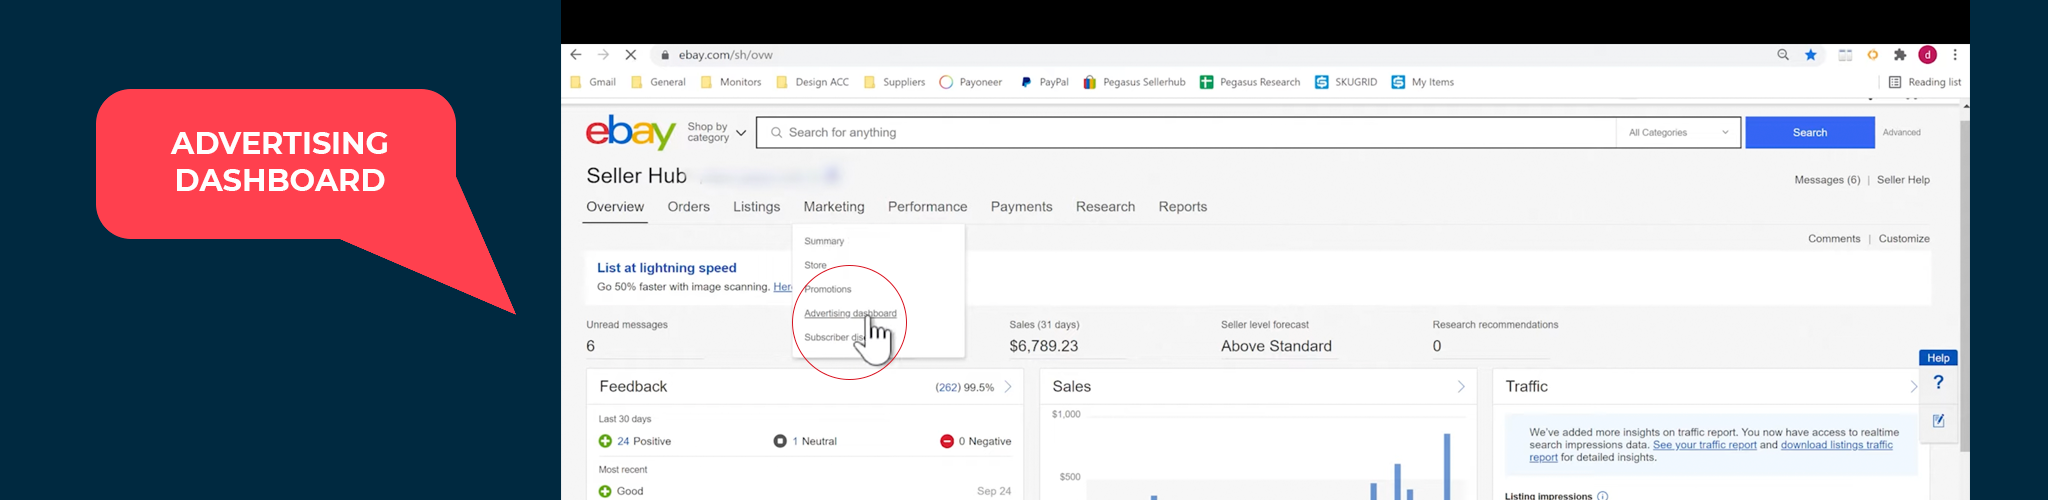 ADVERTISING
DASHBOARD
ebay.com/sh/ovw
d
Gmail General Monitors Design ACC Suppliers Payoneer PayPal Pegasus Sellerhub Pegasus Research SKUGRID My Items Reading list
ebay Shop by category Search for anything All Categories Search Advanced
Seller Hub
Messages (6) | Seller Help
Overview Orders Listings Marketing Performance Payments Research Reports
Comments | Customize
Summary
Store
Promotions
Advertising dashboard
Subscriber
List at lightning speed
Go 50% faster with image scanning.
Unread messages
6
Sales (31 days)
$6,789.23
Seller level forecast
Above Standard
Research recommendations
0
Help
?
Feedback (262) 99.5%
Last 30 days
24 Positive 1 Neutral 0 Negative
Most recent
Good Sep 24
Sales
$1,000
$500
Traffic
We've added more insights on traffic report. You now have access to realtime
search impressions data. See your traffic report and download listings traffic
report for detailed insights.
Listing impressions